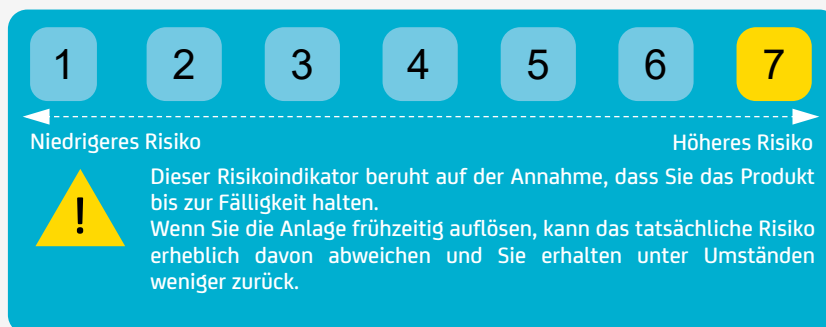 1 2 3 4 5 6 7
Niedrigeres Risiko Höheres Risiko
!
Dieser Risikoindikator beruht auf der Annahme, dass Sie das Produkt
bis zur Fälligkeit halten.
Wenn Sie die Anlage frühzeitig auflösen, kann das tatsächliche Risiko
erheblich davon abweichen und Sie erhalten unter Umständen
weniger zurück.